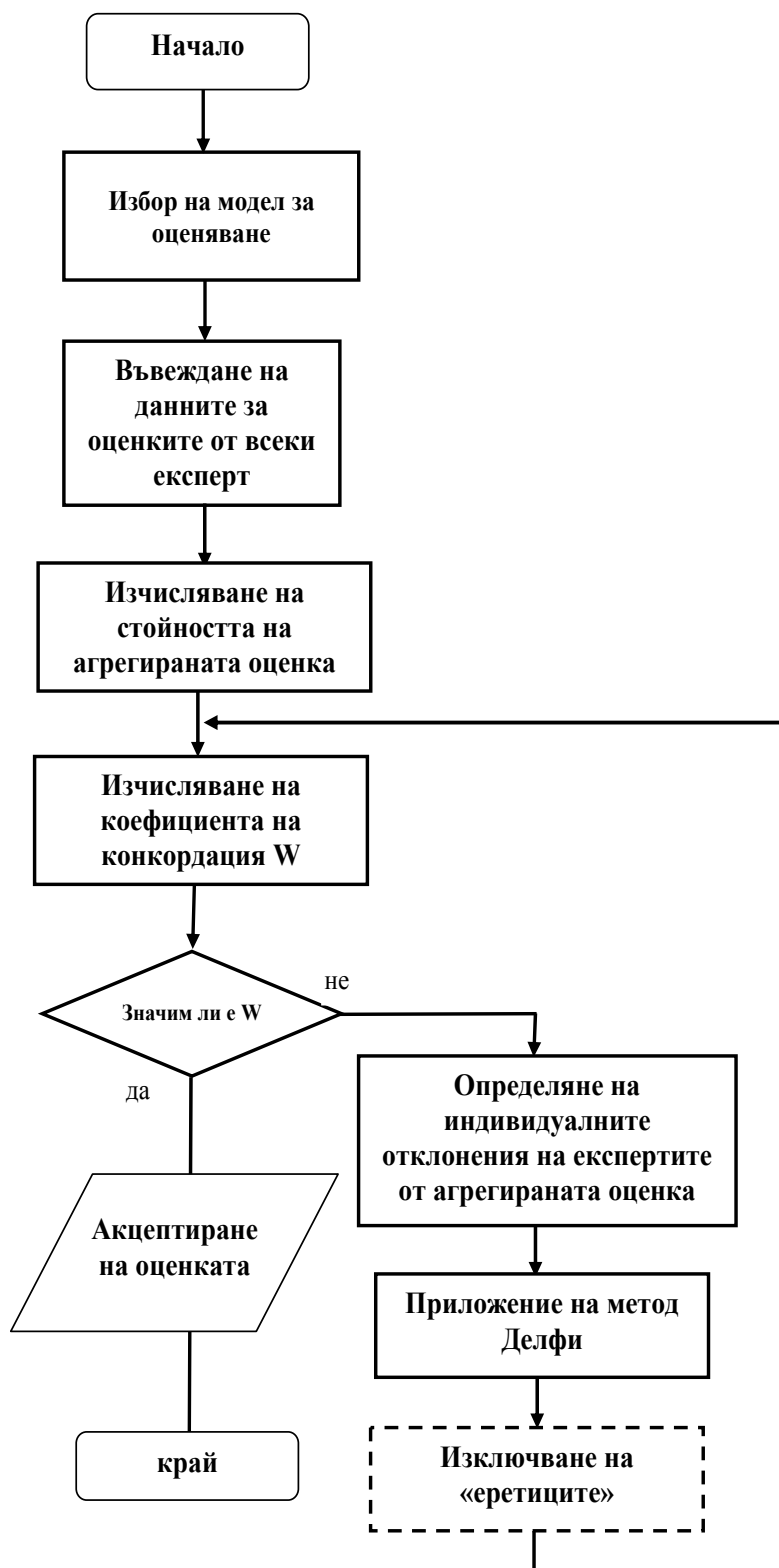 Начало
Избор на модел за
оценяване
Въвеждане на
данните за
оценките от всеки
експерт
Изчисляване на
стойността на
агрегираната оценка
Изчисляване на
коефициента на
конкордация W
Значим ли е W
не
да
Определяне на
индивидуалните
отклонения на експертите
от агрегираната оценка
Акцептиране
на оценката
Приложение на метод
Делфи
край
Изключване на
«еретиците»